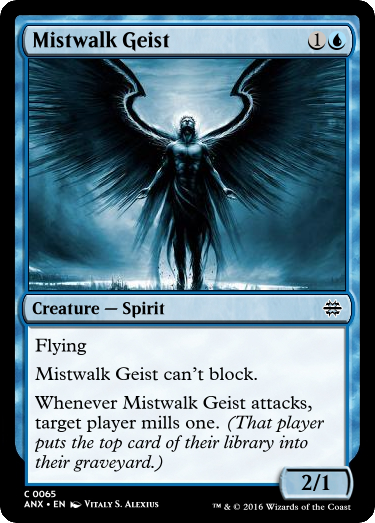 Mistwalk Geist 1
Creature — Spirit
Flying
Mistwalk Geist can't block.
Whenever Mistwalk Geist attacks,
target player mills one. (That player
puts the top card of their library into
their graveyard.)
2/1
C 0065
ANX • EN VITALY S. ALEXIUS
™ & © 2016 Wizards of the Coast